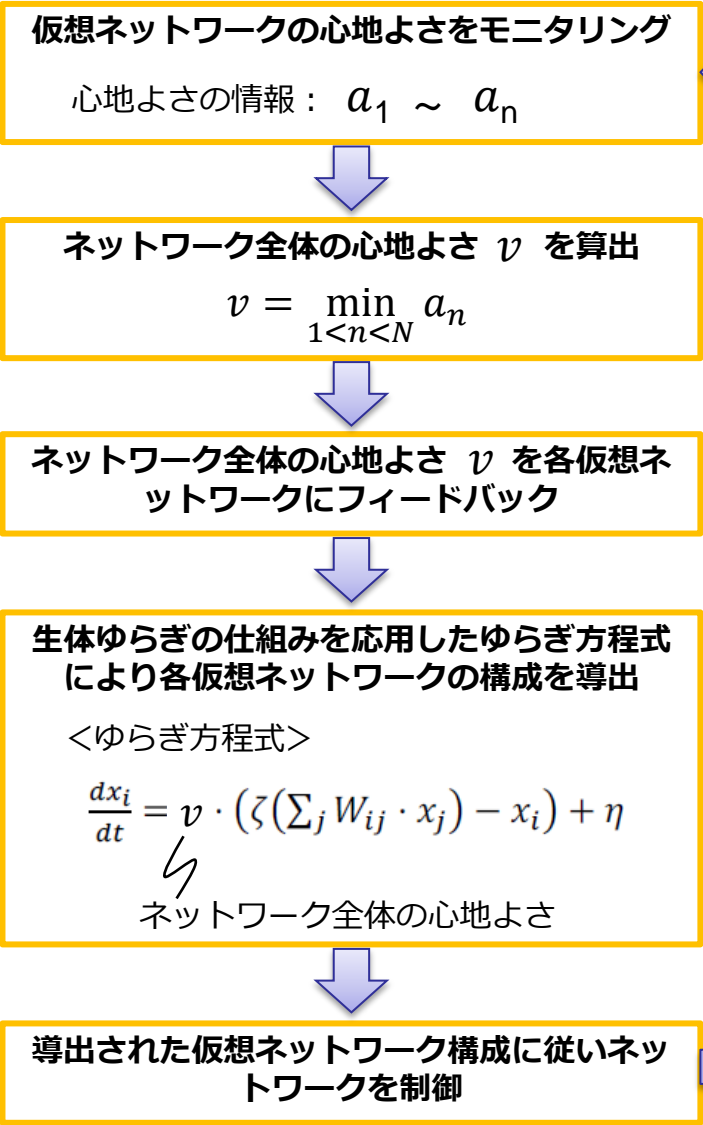 仮想ネットワークの心地よさをモニタリング
心地よさの情報： a₁ ～ aₙ
ネットワーク全体の心地よさ v を算出
v = min aₙ
1<n<N
ネットワーク全体の心地よさ v を各仮想ネ
ットワークにフィードバック
生体ゆらぎの仕組みを応用したゆらぎ方程式
により各仮想ネットワークの構成を導出
＜ゆらぎ方程式＞
dxᵢ/dt = v · (ζ(∑ⱼ Wᵢⱼ · xⱼ) − xᵢ) + η
ネットワーク全体の心地よさ
導出された仮想ネットワーク構成に従いネッ
トワークを制御